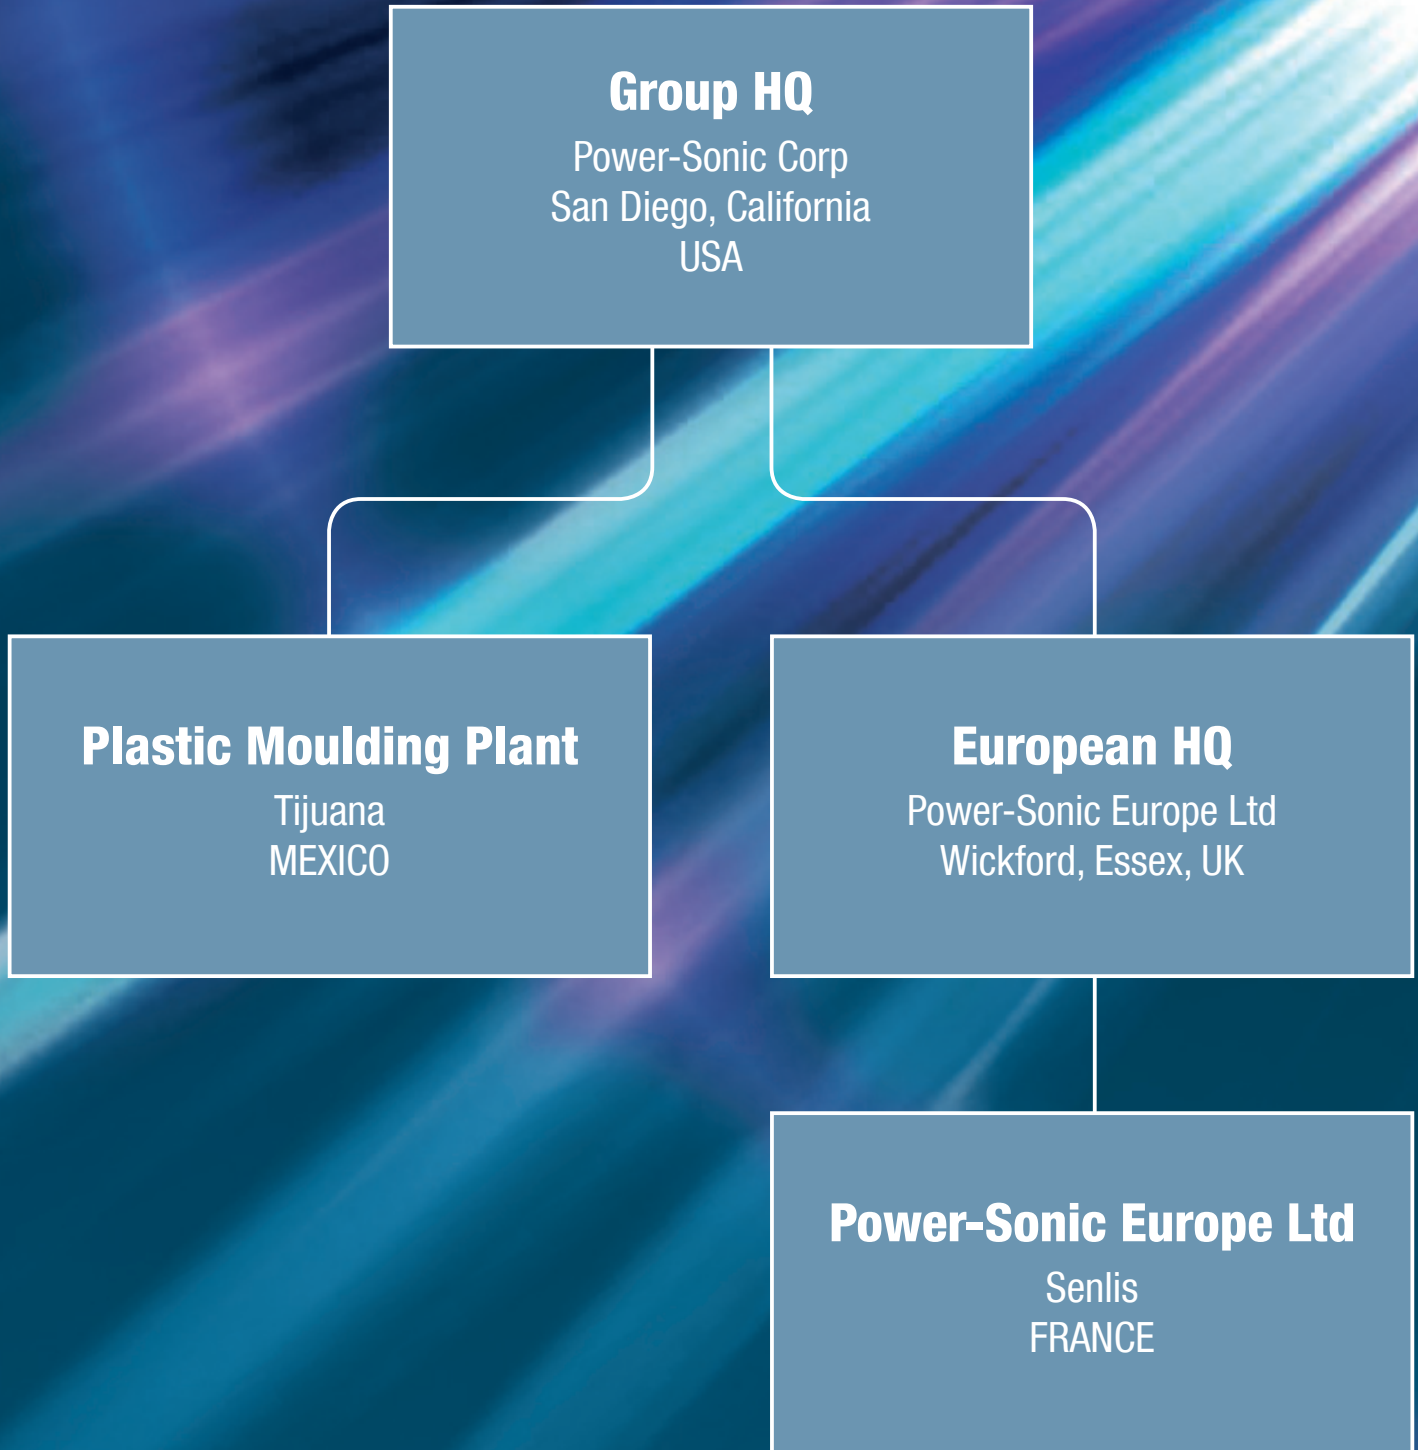 Group HQ
Power-Sonic Corp
San Diego, California
USA
Plastic Moulding Plant
Tijuana
MEXICO
European HQ
Power-Sonic Europe Ltd
Wickford, Essex, UK
Power-Sonic Europe Ltd
Senlis
FRANCE